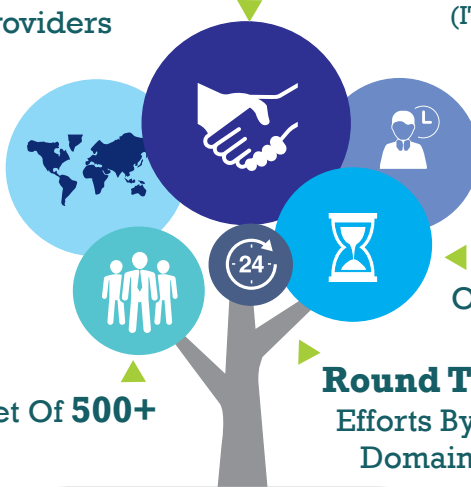 roviders
(I
24
O
et Of 500+
Round T
Efforts By
Domain